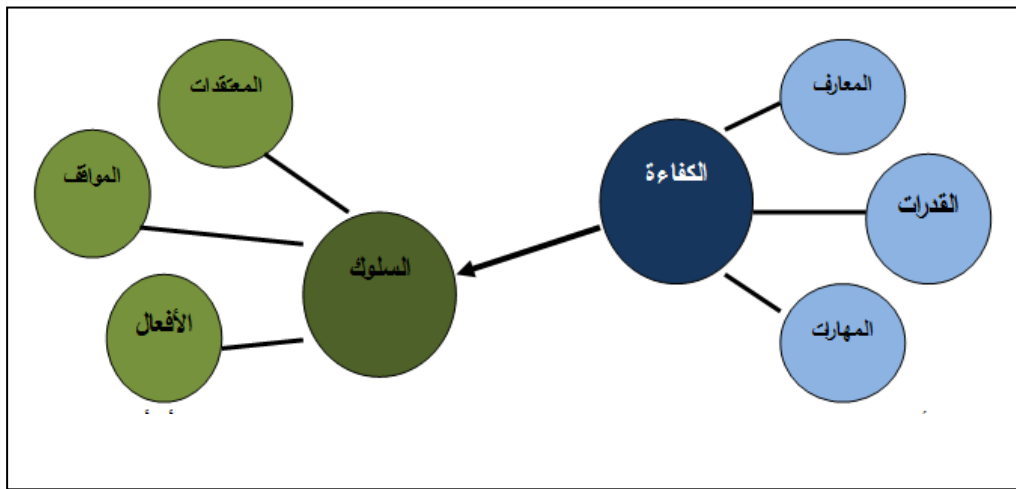 المعارف
القدرات
المهارات
الكفاءة
السلوك
المعتقدات
المواقف
الأفعال